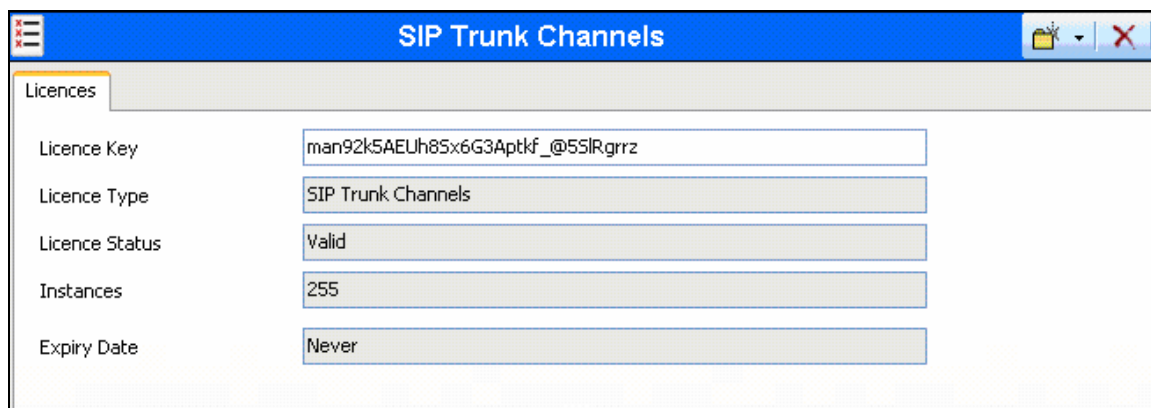 SIP Trunk Channels
Licences
Licence Key man92k5AEUh85x6G3Aptkf_@5SlRgrrz
Licence Type SIP Trunk Channels
Licence Status Valid
Instances 255
Expiry Date Never